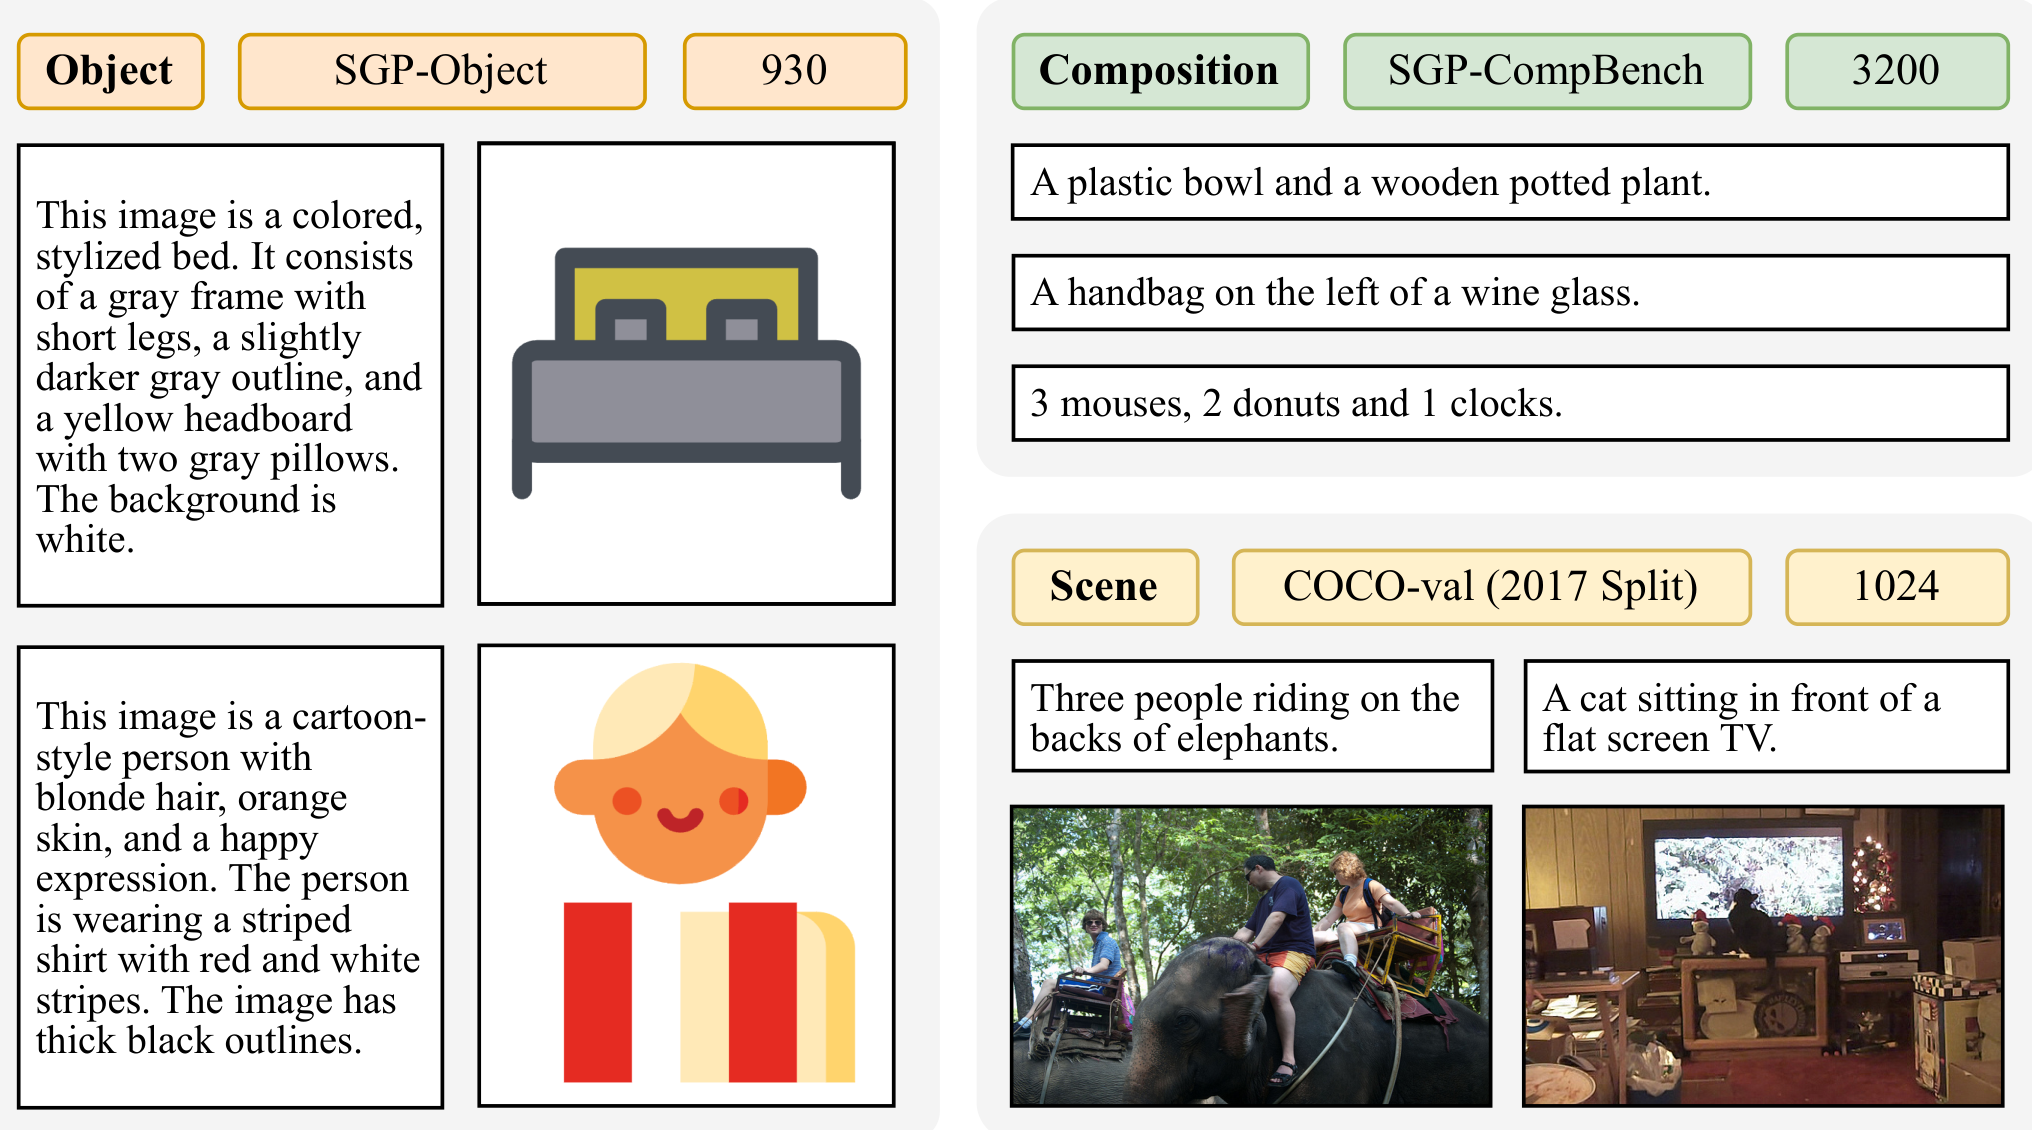 Object
SGP-Object
930
This image is a colored,
stylized bed. It consists
of a gray frame with
short legs, a slightly
darker gray outline, and
a yellow headboard
with two gray pillows.
The background is
white.
This image is a cartoon-
style person with
blonde hair, orange
skin, and a happy
expression. The person
is wearing a striped
shirt with red and white
stripes. The image has
thick black outlines.
Composition
SGP-CompBench
3200
A plastic bowl and a wooden potted plant.
A handbag on the left of a wine glass.
3 mouses, 2 donuts and 1 clocks.
Scene
COCO-val (2017 Split)
1024
Three people riding on the
backs of elephants.
A cat sitting in front of a
flat screen TV.